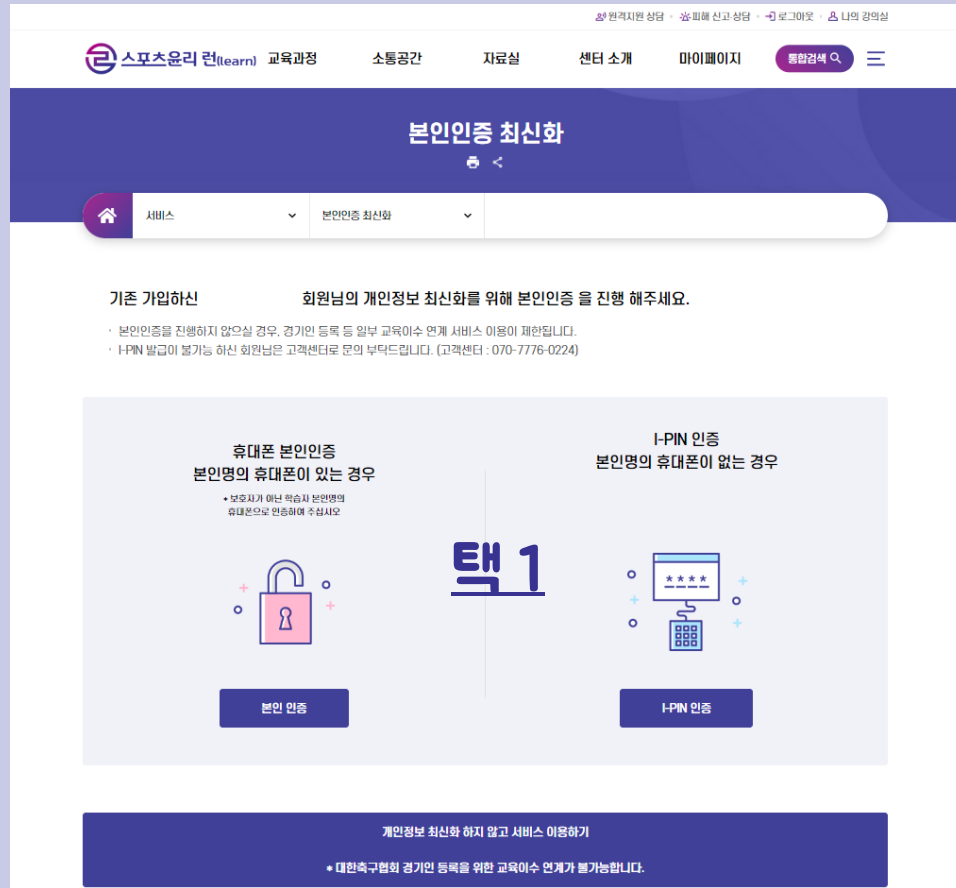 원격지원 상담 피해 신고·상담 로그아웃 나의 강의실
스포츠윤리 런(learn) 교육과정 소통공간 자료실 센터 소개 마이페이지 통합검색
본인인증 최신화
서비스 본인인증 최신화
기존 가입하신 회원님의 개인정보 최신화를 위해 본인인증 을 진행 해주세요.
· 본인인증을 진행하지 않으실 경우, 경기인 등록 등 일부 교육이수 연계 서비스 이용이 제한됩니다.
· I-PIN 발급이 불가능 하신 회원님은 고객센터로 문의 부탁드립니다. (고객센터 : 070-7776-0224)
휴대폰 본인인증
본인명의 휴대폰이 있는 경우
* 보호자가 아닌 학습자 본인명의
휴대폰으로 인증하여 주십시오
I-PIN 인증
본인명의 휴대폰이 없는 경우
택 1
****
본인 인증
I-PIN 인증
개인정보 최신화 하지 않고 서비스 이용하기
* 대한축구협회 경기인 등록을 위한 교육이수 연계가 불가능합니다.